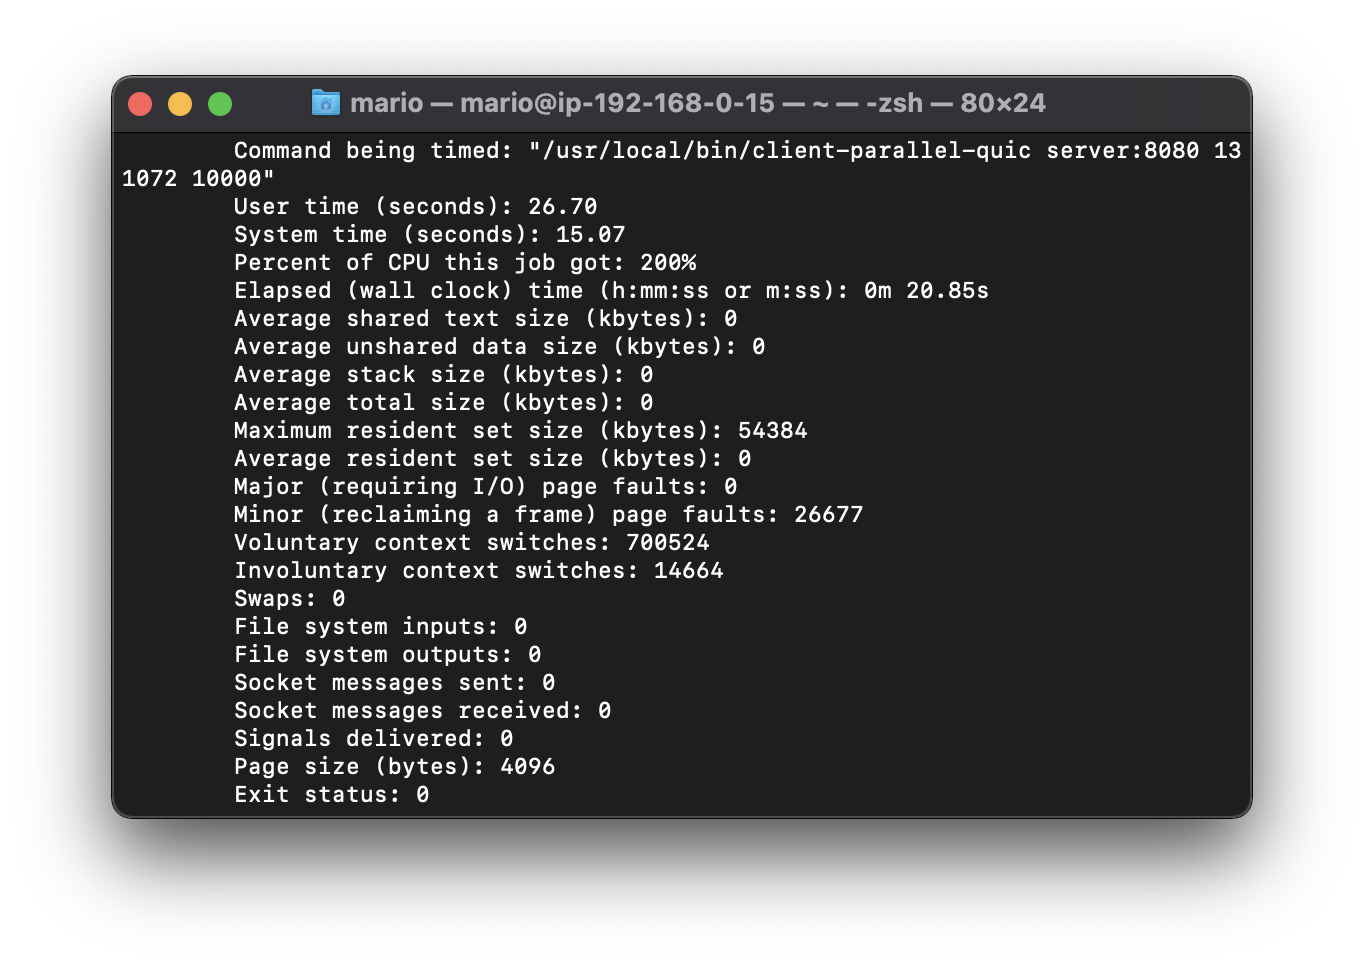 mario — mario@ip-192-168-0-15 — ~ — -zsh — 80×24
Command being timed: "/usr/local/bin/client-parallel-quic server:8080 13
1072 10000"
User time (seconds): 26.70
System time (seconds): 15.07
Percent of CPU this job got: 200%
Elapsed (wall clock) time (h:mm:ss or m:ss): 0m 20.85s
Average shared text size (kbytes): 0
Average unshared data size (kbytes): 0
Average stack size (kbytes): 0
Average total size (kbytes): 0
Maximum resident set size (kbytes): 54384
Average resident set size (kbytes): 0
Major (requiring I/O) page faults: 0
Minor (reclaiming a frame) page faults: 26677
Voluntary context switches: 700524
Involuntary context switches: 14664
Swaps: 0
File system inputs: 0
File system outputs: 0
Socket messages sent: 0
Socket messages received: 0
Signals delivered: 0
Page size (bytes): 4096
Exit status: 0